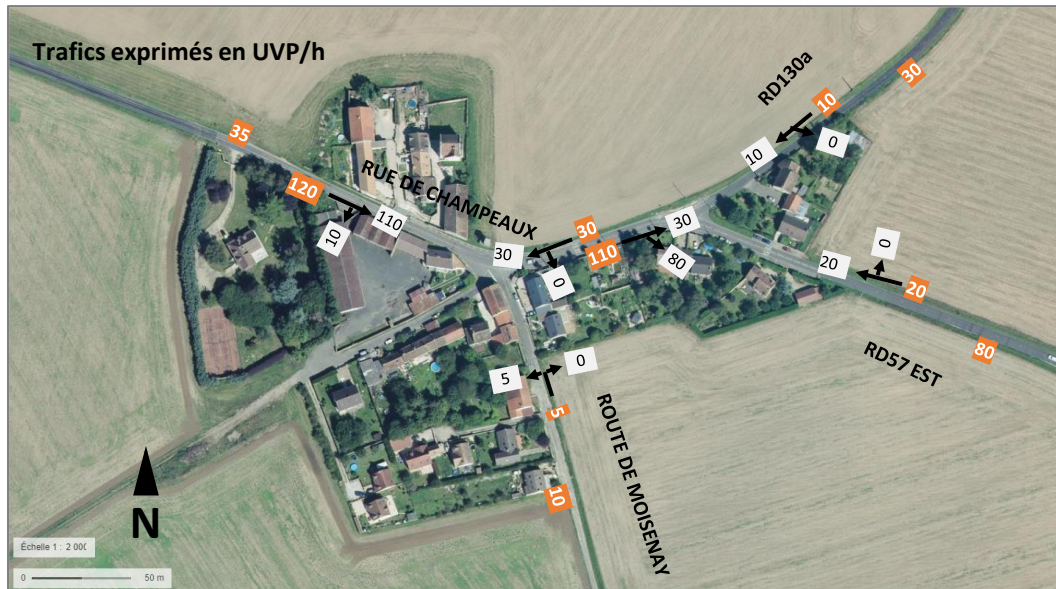 Trafics exprimés en UVP/h
RD130a
30
10
0
10
35
RUE DE CHAMPEAUX
120
110
10
30
30
0
110
30
80
20
0
20
80
RD57 EST
5
0
5
10
ROUTE DE MOISENAY
N
Échelle 1 : 2 000
0
50 m